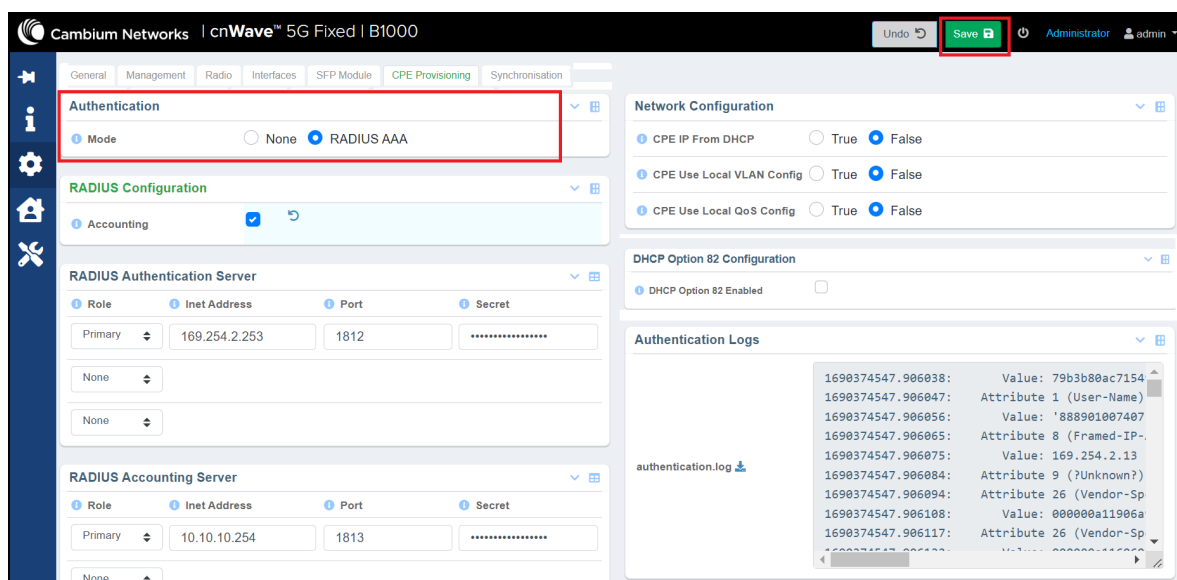 Cambium Networks | cnWave™ 5G Fixed | B1000
Undo Save Administrator admin
General Management Radio Interfaces SFP Module CPE Provisioning Synchronisation
Authentication
Mode None RADIUS AAA
RADIUS Configuration
Accounting
RADIUS Authentication Server
Role Inet Address Port Secret
Primary 169.254.2.253 1812 ••••••••••••••••
None
None
RADIUS Accounting Server
Role Inet Address Port Secret
Primary 10.10.10.254 1813 ••••••••••••••••
None
Network Configuration
CPE IP From DHCP True False
CPE Use Local VLAN Config True False
CPE Use Local QoS Config True False
DHCP Option 82 Configuration
DHCP Option 82 Enabled
Authentication Logs
authentication.log
1690374547.906038: Value: 79b3b80ac7154
1690374547.906047: Attribute 1 (User-Name)
1690374547.906056: Value: '888901007407
1690374547.906065: Attribute 8 (Framed-IP-
1690374547.906075: Value: 169.254.2.13
1690374547.906084: Attribute 9 (?Unknown?)
1690374547.906094: Attribute 26 (Vendor-Sp
1690374547.906108: Value: 000000a11906a
1690374547.906117: Attribute 26 (Vendor-Sp